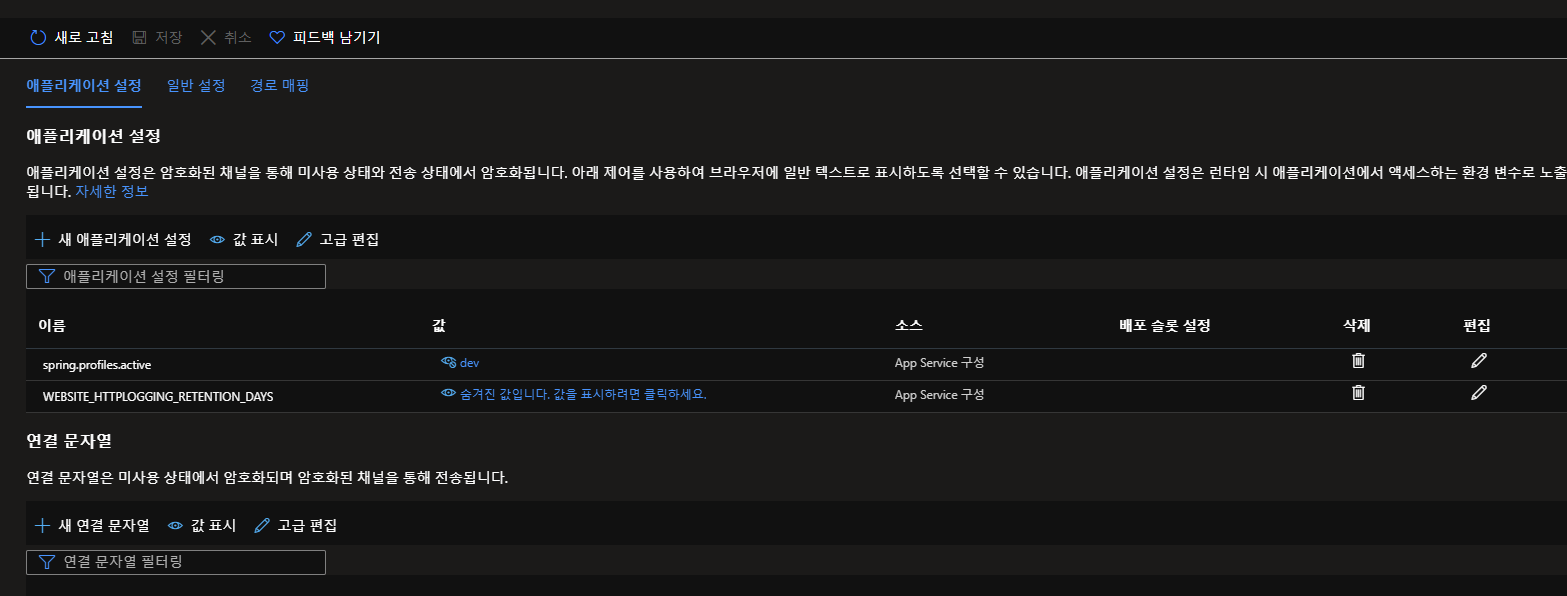 새로 고침 저장 취소 피드백 남기기
애플리케이션 설정 일반 설정 경로 매핑
애플리케이션 설정
애플리케이션 설정은 암호화된 채널을 통해 미사용 상태와 전송 상태에서 암호화됩니다. 아래 제어를 사용하여 브라우저에 일반 텍스트로 표시하도록 선택할 수 있습니다. 애플리케이션 설정은 런타임 시 애플리케이션에서 액세스하는 환경 변수로 노출
됩니다. 자세한 정보
새 애플리케이션 설정 값 표시 고급 편집
애플리케이션 설정 필터링
이름 값 소스 배포 슬롯 설정 삭제 편집
spring.profiles.active dev App Service 구성
WEBSITE_HTTPLOGGING_RETENTION_DAYS 숨겨진 값입니다. 값을 표시하려면 클릭하세요. App Service 구성
연결 문자열
연결 문자열은 미사용 상태에서 암호화되며 암호화된 채널을 통해 전송됩니다.
새 연결 문자열 값 표시 고급 편집
연결 문자열 필터링